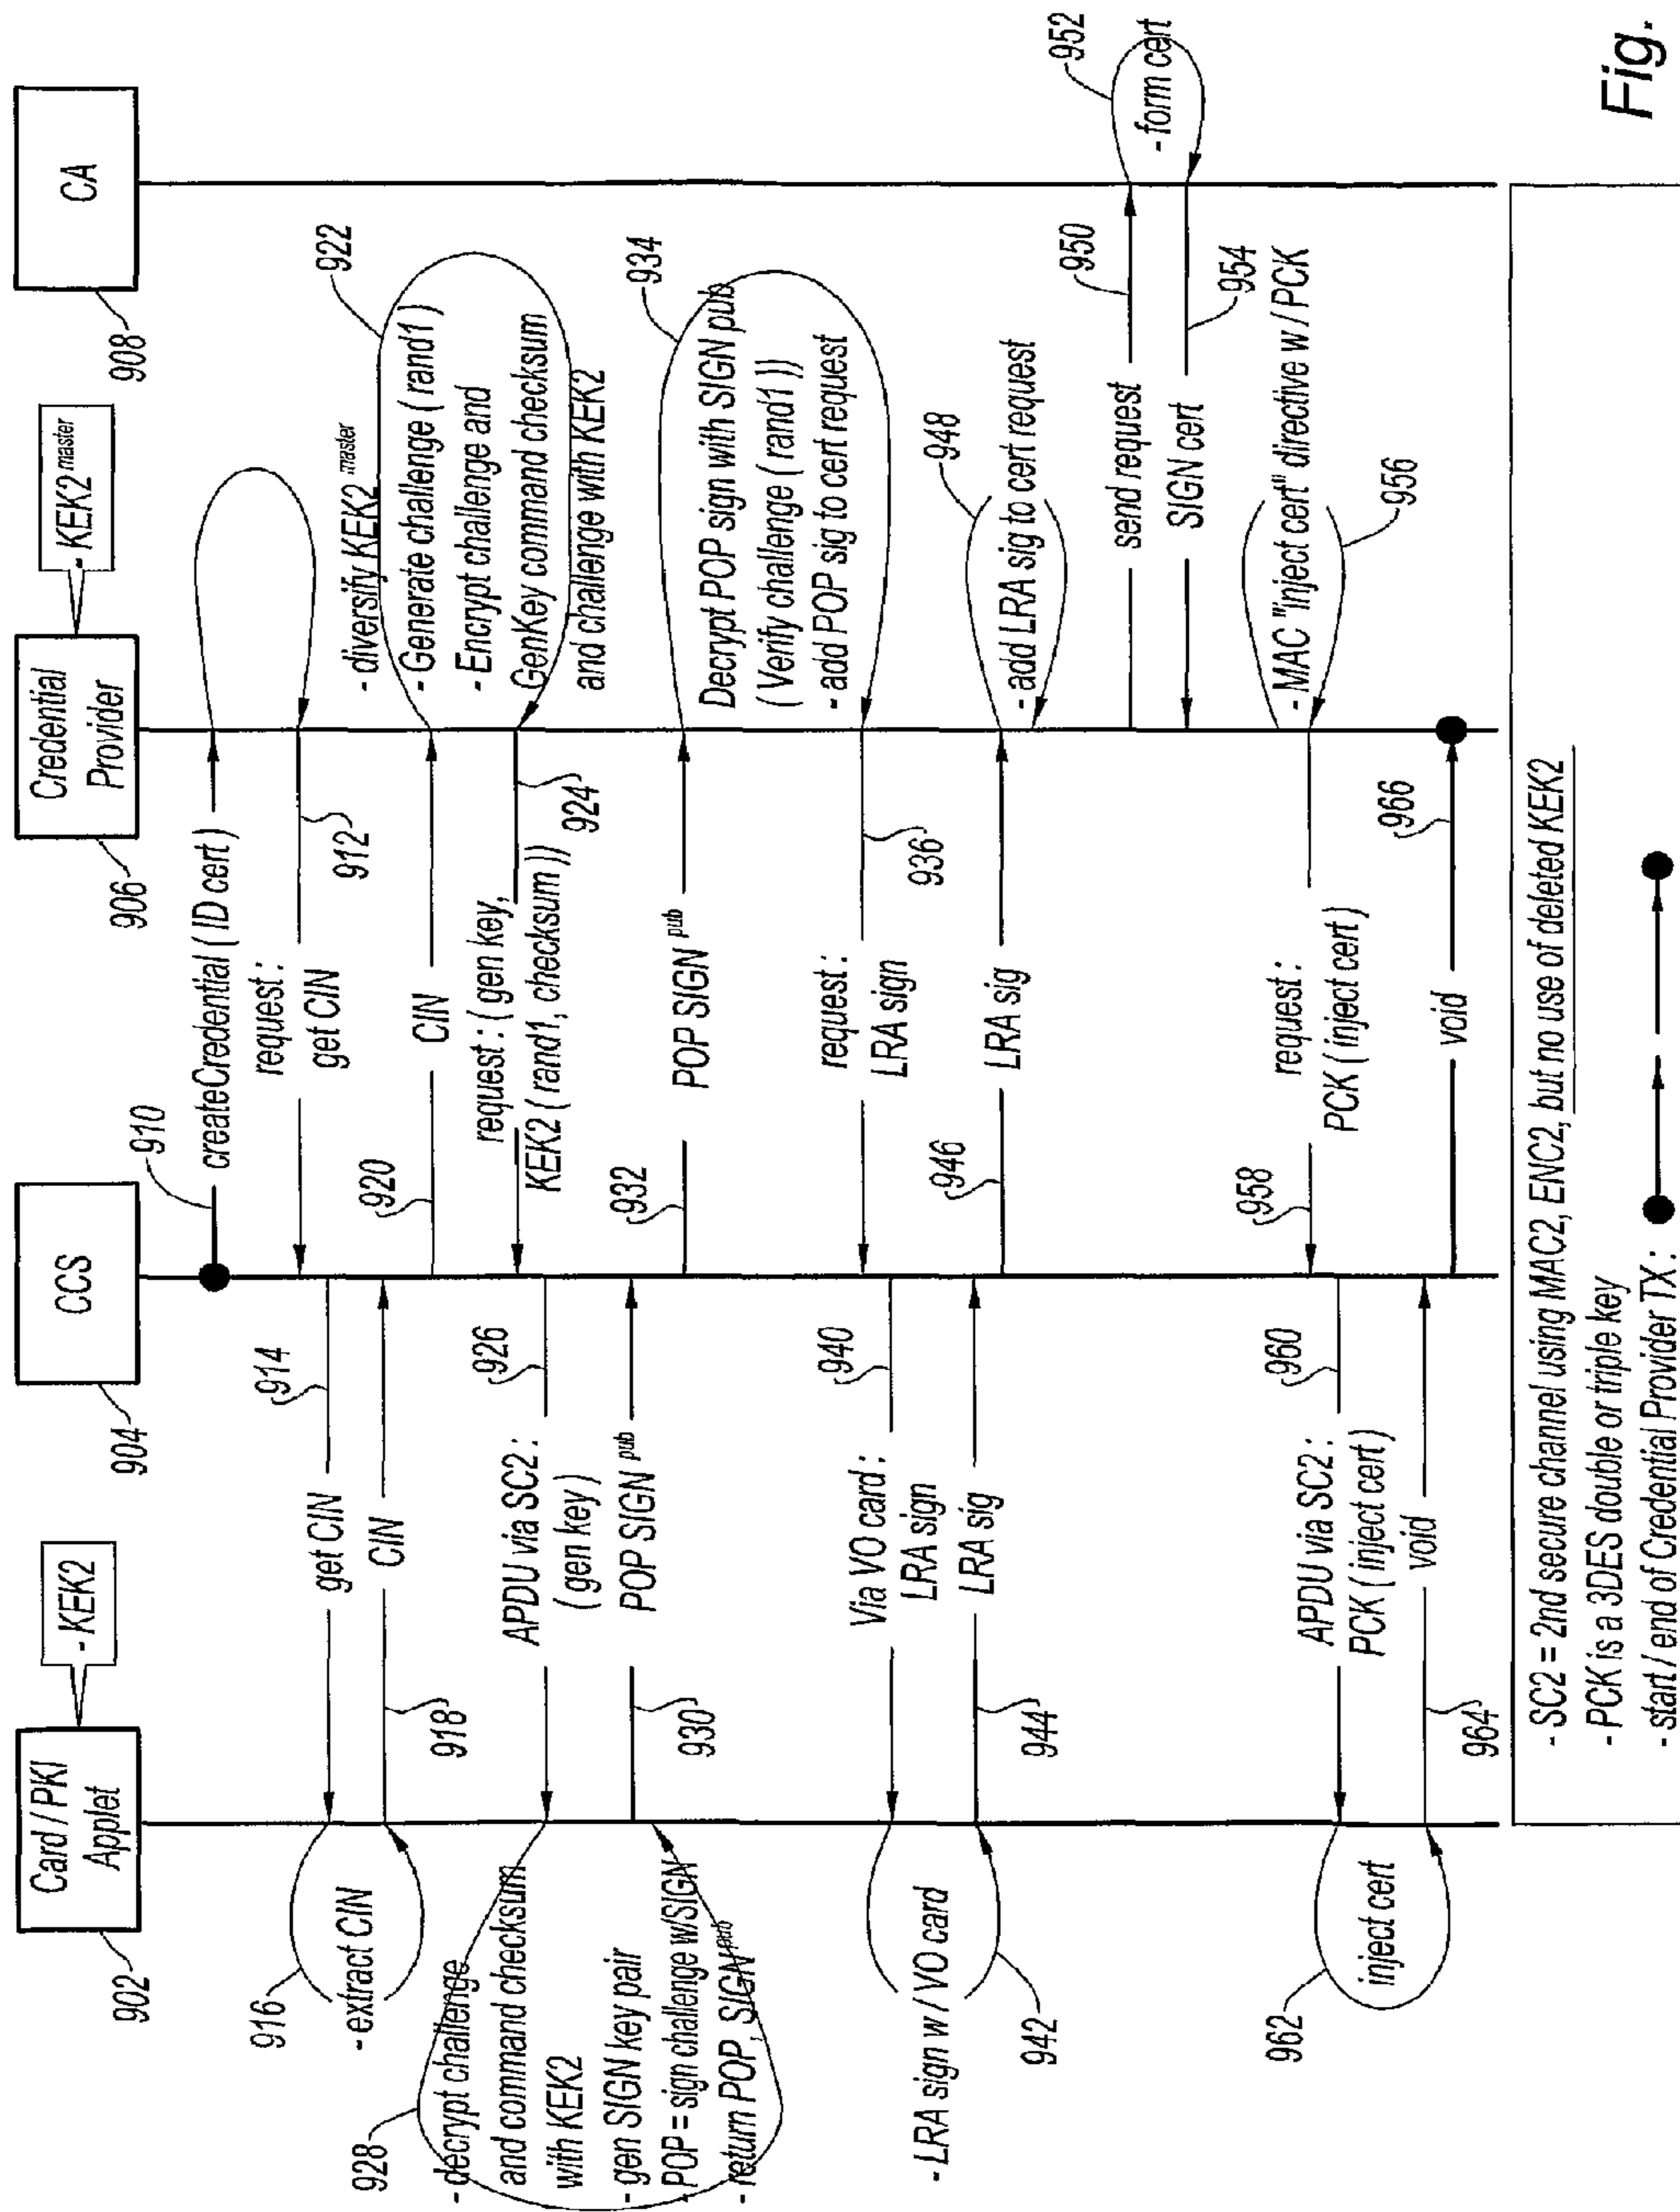 Card / PKI
Applet
902
- KEK2
CCS
904
Credential
Provider
906
- KEK2 master
CA
908
910
createCredential ( ID cert )
request :
get CIN
912
914
get CIN
916
- extract CIN
CIN
918
920
CIN
922
- diversify KEK2 master
- Generate challenge ( rand1 )
- Encrypt challenge and
GenKey command checksum
and challenge with KEK2
request : ( gen key,
KEK2 ( rand1, checksum ))
924
926
APDU via SC2 :
( gen key )
928
- decrypt challenge
and command checksum
with KEK2
- gen SIGN key pair
- POP = sign challenge w/SIGN
- return POP, SIGN pub
POP SIGN pub
930
932
POP SIGN pub
934
Decrypt POP sign with SIGN pub
( Verify challenge ( rand1 ))
- add POP sig to cert request
request :
LRA sign
936
940
Via VO card :
LRA sign
- LRA sign w / VO card
942
LRA sig
944
946
LRA sig
948
- add LRA sig to cert request
send request
950
952
- form cert
SIGN cert
954
- MAC "inject cert" directive w / PCK
956
958
request :
PCK ( inject cert )
960
APDU via SC2 :
PCK ( inject cert )
962
inject cert
void
964
966
void
- SC2 = 2nd secure channel using MAC2, ENC2, but no use of deleted KEK2
- PCK is a 3DES double or triple key
- start / end of Credential Provider TX :
Fig.